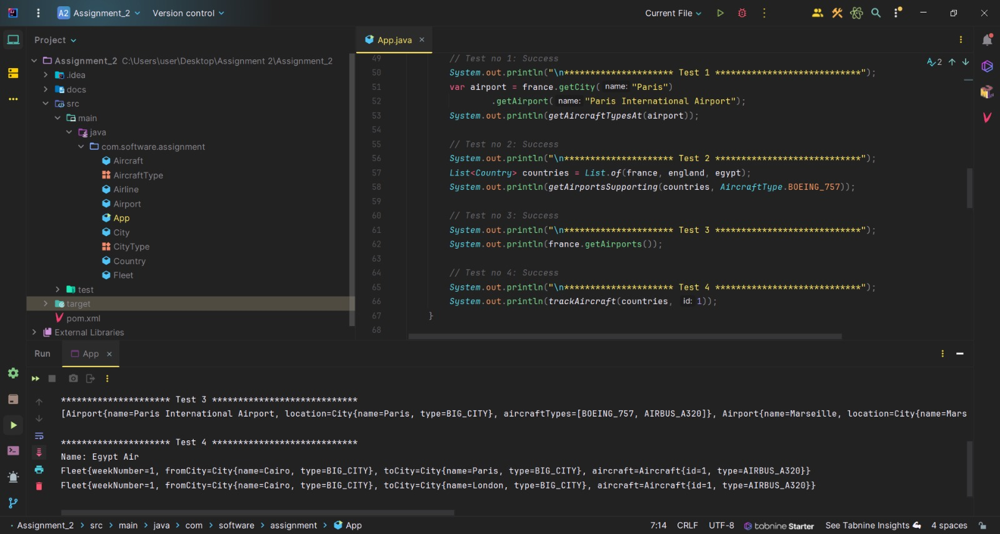 A2 Assignment_2 Version control Current File
Project
App.java
Assignment_2 C:\Users\user\Desktop\Assignment 2\Assignment_2
.idea
docs
src
main
java
com.software.assignment
Aircraft
AircraftType
Airline
Airport
App
City
CityType
Country
Fleet
test
target
pom.xml
External Libraries
2
49 // Test no 1: Success
50 System.out.println("\n********************* Test 1 ****************************");
51 var airport = france.getCity( name: "Paris")
52 .getAirport( name: "Paris International Airport");
53 System.out.println(getAircraftTypesAt(airport));
54
55 // Test no 2: Success
56 System.out.println("\n********************* Test 2 ****************************");
57 List<Country> countries = List.of(france, england, egypt);
58 System.out.println(getAirportsSupporting(countries, AircraftType.BOEING_757));
59
60 // Test no 3: Success
61 System.out.println("\n********************* Test 3 ****************************");
62 System.out.println(france.getAirports());
63
64 // Test no 4: Success
65 System.out.println("\n********************* Test 4 ****************************");
66 System.out.println(trackAircraft(countries, id: 1));
67 }
68
Run App
********************* Test 3 ****************************
[Airport{name=Paris International Airport, location=City{name=Paris, type=BIG_CITY}, aircraftTypes=[BOEING_757, AIRBUS_A320]}, Airport{name=Marseille, location=City{name=Mars
********************* Test 4 ****************************
Name: Egypt Air
Fleet{weekNumber=1, fromCity=City{name=Cairo, type=BIG_CITY}, toCity=City{name=Paris, type=BIG_CITY}, aircraft=Aircraft{id=1, type=AIRBUS_A320}}
Fleet{weekNumber=1, fromCity=City{name=Cairo, type=BIG_CITY}, toCity=City{name=London, type=BIG_CITY}, aircraft=Aircraft{id=1, type=AIRBUS_A320}}
Assignment_2 > src > main > java > com > software > assignment > App 7:14 CRLF UTF-8 tabnine Starter See Tabnine Insights 4 spaces